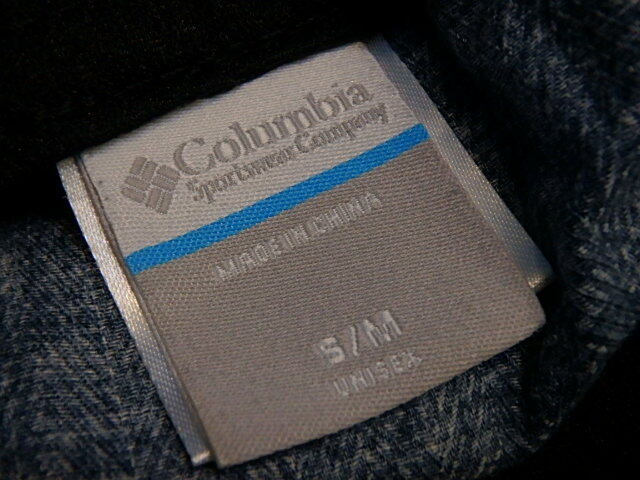 Columbia
Sportswear Company
MADE IN CHINA
S/M
UNISEX